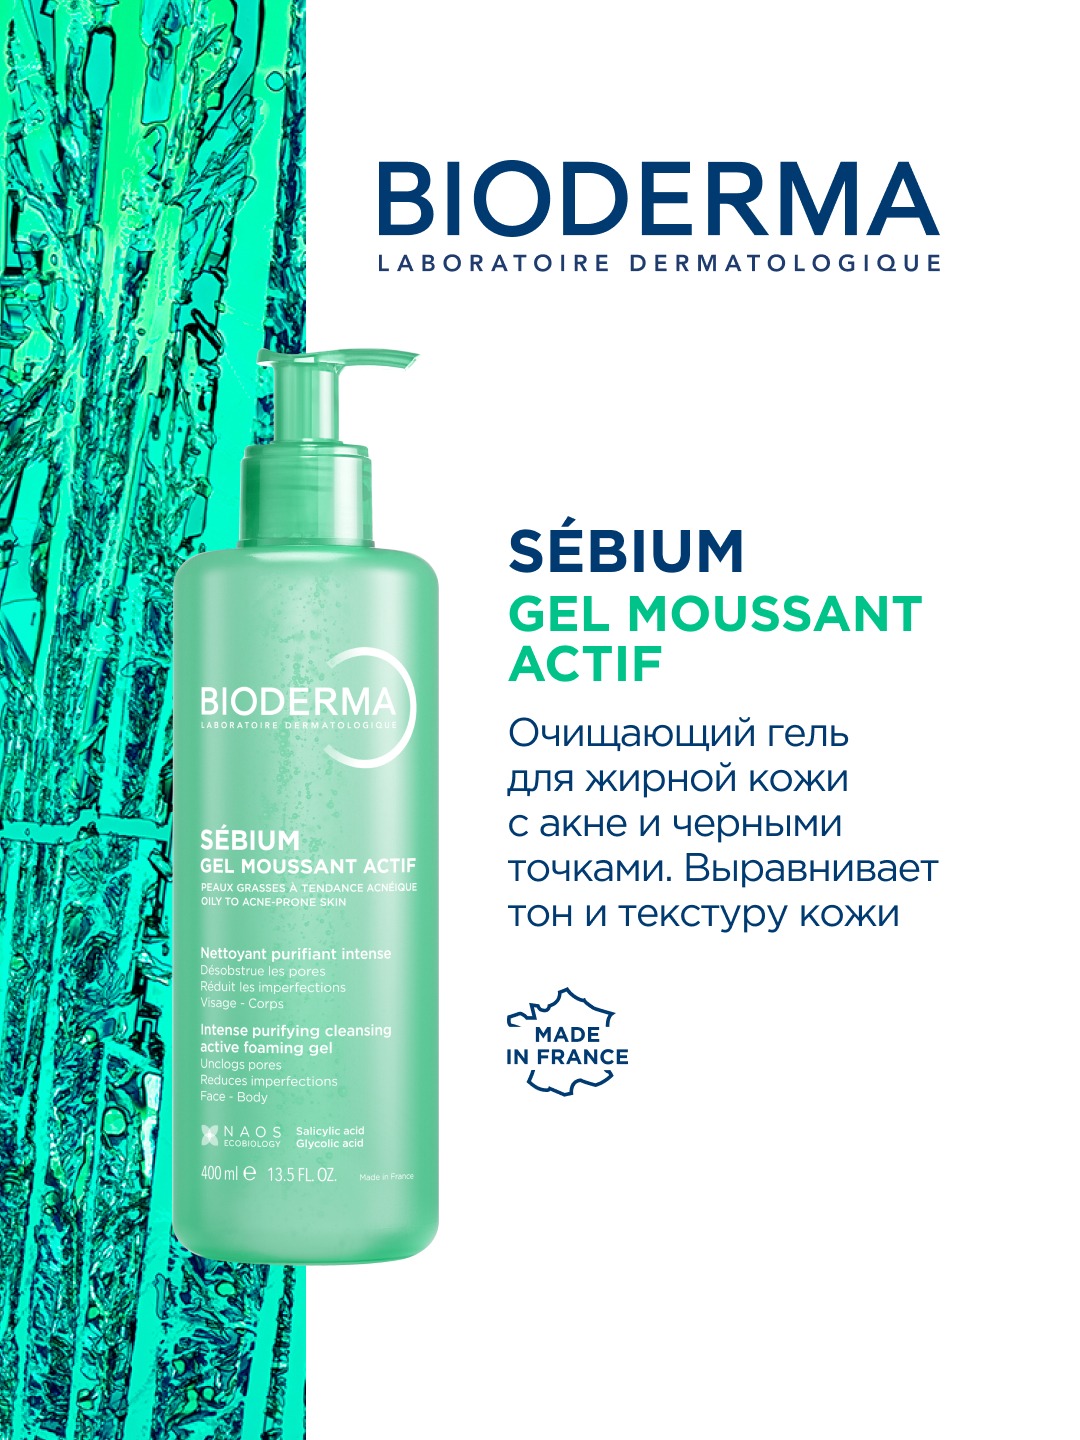 BIODERMA
LABORATOIRE DERMATOLOGIQUE
SÉBIUM
GEL MOUSSANT
ACTIF
Очищающий гель
для жирной кожи
с акне и черными
точками. Выравнивает
тон и текстуру кожи
MADE
IN FRANCE
BIODERMA
LABORATOIRE DERMATOLOGIQUE
SÉBIUM
GEL MOUSSANT ACTIF
PEAUX GRASSES À TENDANCE ACNÉIQUE
OILY TO ACNE-PRONE SKIN
Nettoyant purifiant intense
Désobstrue les pores
Réduit les imperfections
Visage - Corps
Intense purifying cleansing
active foaming gel
Unclogs pores
Reduces imperfections
Face - Body
NAOS
ECOBIOLOGY
Salicylic acid
Glycolic acid
400 ml ℮ 13.5 FL. OZ.
Made in France